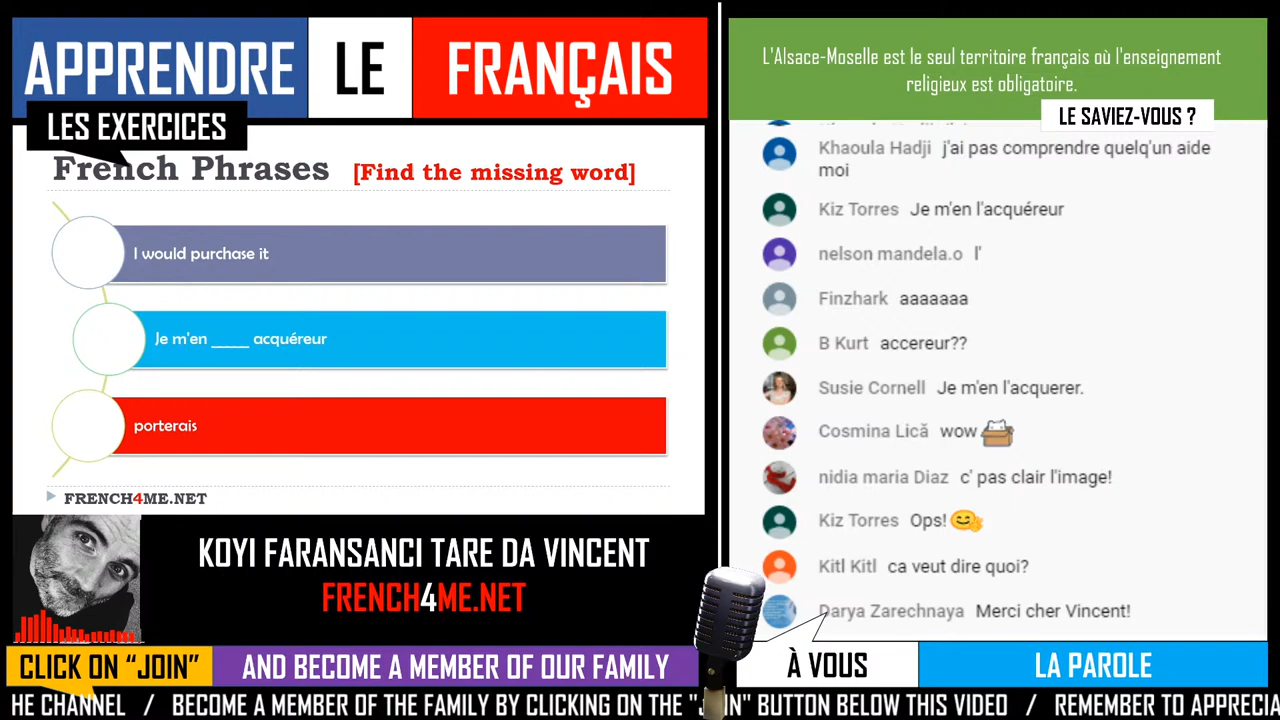 APPRENDRE LE FRANÇAIS
LES EXERCICES
French Phrases [Find the missing word]
I would purchase it
Je m'en _____ acquéreur
porterais
FRENCH4ME.NET
KOYI FARANSANCI TARE DA VINCENT
FRENCH4ME.NET
CLICK ON “JOIN” AND BECOME A MEMBER OF OUR FAMILY
L'Alsace-Moselle est le seul territoire français où l'enseignement
religieux est obligatoire.
LE SAVIEZ-VOUS ?
Khaoula Hadji j'ai pas comprendre quelq'un aide
moi
Kiz Torres Je m'en l'acquéreur
nelson mandela.o l'
Finzhark aaaaaaa
B Kurt accereur??
Susie Cornell Je m'en l'acquerer.
Cosmina Lică wow
nidia maria Diaz c' pas clair l'image!
Kiz Torres Ops!
Kitl Kitl ca veut dire quoi?
Darya Zarechnaya Merci cher Vincent!
À VOUS LA PAROLE
HE CHANNEL / BECOME A MEMBER OF THE FAMILY BY CLICKING ON THE "JOIN" BUTTON BELOW THIS VIDEO / REMEMBER TO APPRECIA